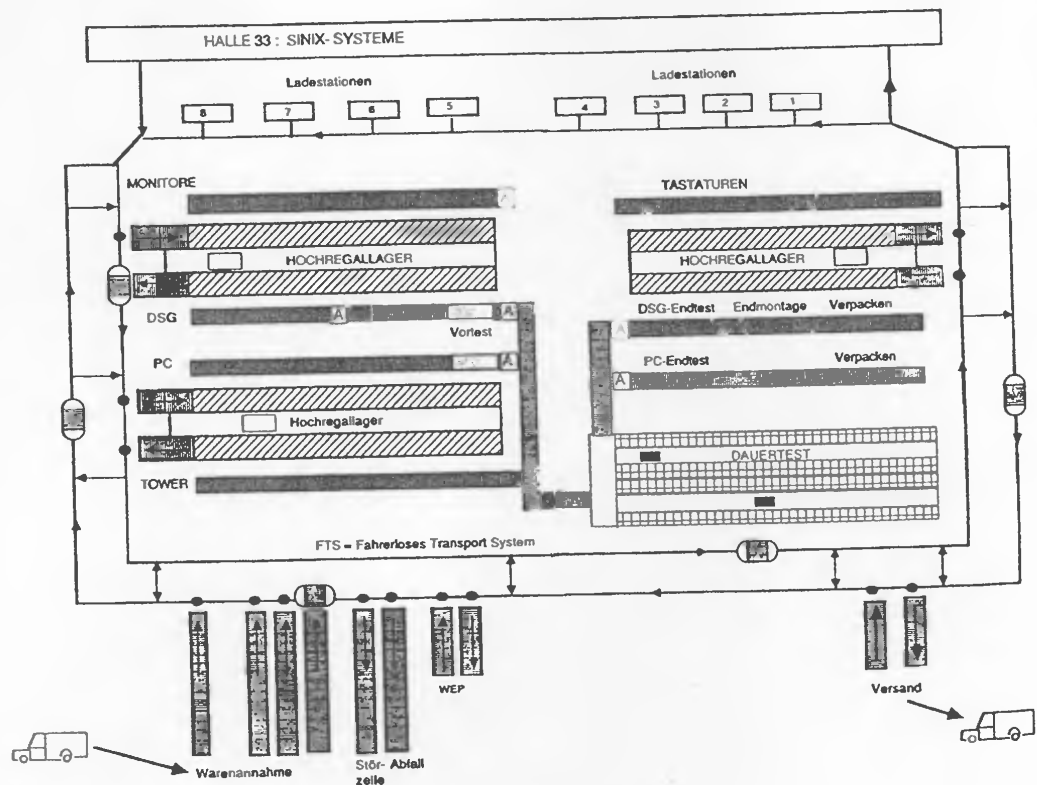 HALLE 33 : SINIX-SYSTEME
Ladestationen
Ladestationen
8
7
6
5
4
3
2
1
MONITORE
A
TASTATUREN
HOCHREGALLAGER
HOCHREGALLAGER
DSG
A
A
Vortest
DSG-Endtest
Endmontage
Verpacken
A
PC
A
PC-Endtest
Verpacken
A
Hochregallager
DAUERTEST
TOWER
FTS = Fahrerloses Transport System
WEP
Versand
Warenannahme
Stör-
zelle
Abfall